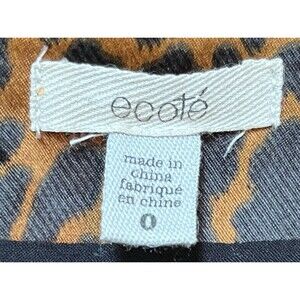 ecoté
made in
china
fabriqué
en chine
0